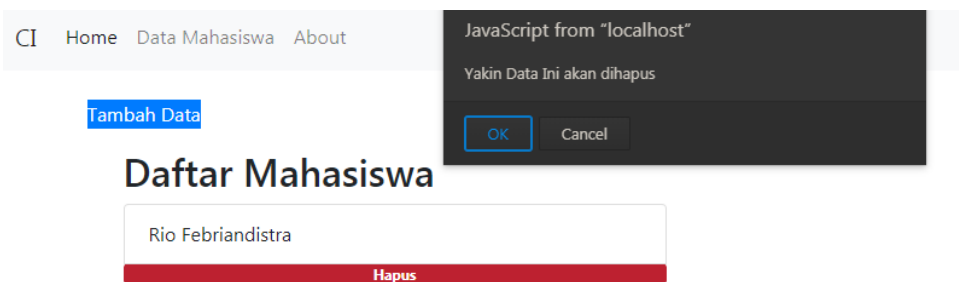 CI Home Data Mahasiswa About
JavaScript from “localhost”
Yakin Data Ini akan dihapus
OK Cancel
Tambah Data
Daftar Mahasiswa
Rio Febriandistra
Hapus